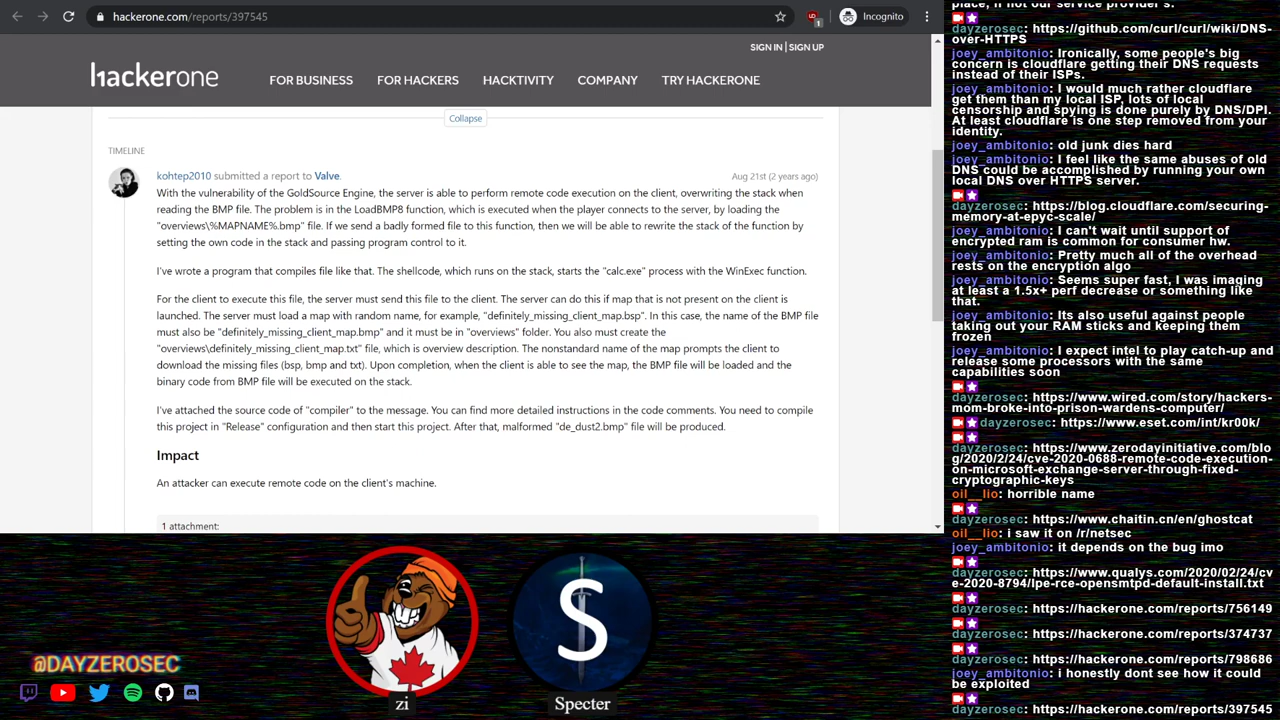 hackerone.com/reports/397545
Incognito
SIGN IN | SIGN UP
hackerone
FOR BUSINESS
FOR HACKERS
HACKTIVITY
COMPANY
TRY HACKERONE
Collapse
TIMELINE
kohtep2010 submitted a report to Valve.
Aug 21st (2 years ago)
With the vulnerability of the GoldSource Engine, the server is able to perform remote code execution on the client, overwriting the stack when
reading the BMP file. The problem is in the LoadBMP8 function, which is executed when the player connects to the server, by loading the
"overviews\%MAPNAME%.bmp" file. If we send a badly formed file to this function, then we will be able to rewrite the stack of the function by
setting the own code in the stack and passing program control to it.
I've wrote a program that compiles file like that. The shellcode, which runs on the stack, starts the "calc.exe" process with the WinExec function.
For the client to execute this file, the server must send this file to the client. The server can do this if map that is not present on the client is
launched. The server must load a map with random name, for example, "definitely_missing_client_map.bsp". In this case, the name of the BMP file
must also be "definitely_missing_client_map.bmp" and it must be in "overviews" folder. You also must create the
"overviews\definitely_missing_client_map.txt" file, which is overview description. The nonstandard name of the map prompts the client to
download the missing files (bsp, bmp and txt). Upon completion, when the client is able to see the map, the BMP file will be loaded and the
binary code from BMP file will be executed on the stack.
I've attached the source code of "compiler" to the message. You can find more detailed instructions in the code comments. You need to compile
this project in "Release" configuration and then start this project. After that, malformed "de_dust2.bmp" file will be produced.
Impact
An attacker can execute remote code on the client's machine.
1 attachment:
place, if not our service provider's.
dayzerosec: https://github.com/curl/curl/wiki/DNS-
over-HTTPS
joey_ambitonio: Ironically, some people's big
concern is cloudflare getting their DNS requests
instead of their ISPs.
joey_ambitonio: I would much rather cloudflare
get them than my local ISP, lots of local
censorship and spying is done purely by DNS/DPI.
At least cloudflare is one step removed from your
identity.
joey_ambitonio: old junk dies hard
joey_ambitonio: I feel like the same abuses of old
DNS could be accomplished by running your own
local DNS over HTTPS server.
dayzerosec: https://blog.cloudflare.com/securing-
memory-at-epyc-scale/
joey_ambitonio: I can't wait until support of
encrypted ram is common for consumer hw.
joey_ambitonio: Pretty much all of the overhead
rests on the encryption algo
joey_ambitonio: Seems super fast, I was imaging
at least a 1.5x+ perf decrease or something like
that.
joey_ambitonio: Its also useful against people
taking out your RAM sticks and keeping them
frozen
joey_ambitonio: I expect intel to play catch-up and
release some processors with the same
capabilities soon
dayzerosec: https://www.wired.com/story/hackers-
mom-broke-into-prison-wardens-computer/
dayzerosec: https://www.eset.com/int/kr00k/
dayzerosec: https://www.zerodayinitiative.com/blo
g/2020/2/24/cve-2020-0688-remote-code-execution-
on-microsoft-exchange-server-through-fixed-
cryptographic-keys
oil__lio: horrible name
dayzerosec: https://www.chaitin.cn/en/ghostcat
oil__lio: i saw it on /r/netsec
joey_ambitonio: it depends on the bug imo
dayzerosec: https://www.qualys.com/2020/02/24/cv
e-2020-8794/lpe-rce-opensmtpd-default-install.txt
dayzerosec: https://hackerone.com/reports/756149
dayzerosec: https://hackerone.com/reports/374737
dayzerosec: https://hackerone.com/reports/798686
joey_ambitonio: i honestly dont see how it could
be exploited
dayzerosec: https://hackerone.com/reports/397545
@DAYZEROSEC
zi
S
Specter